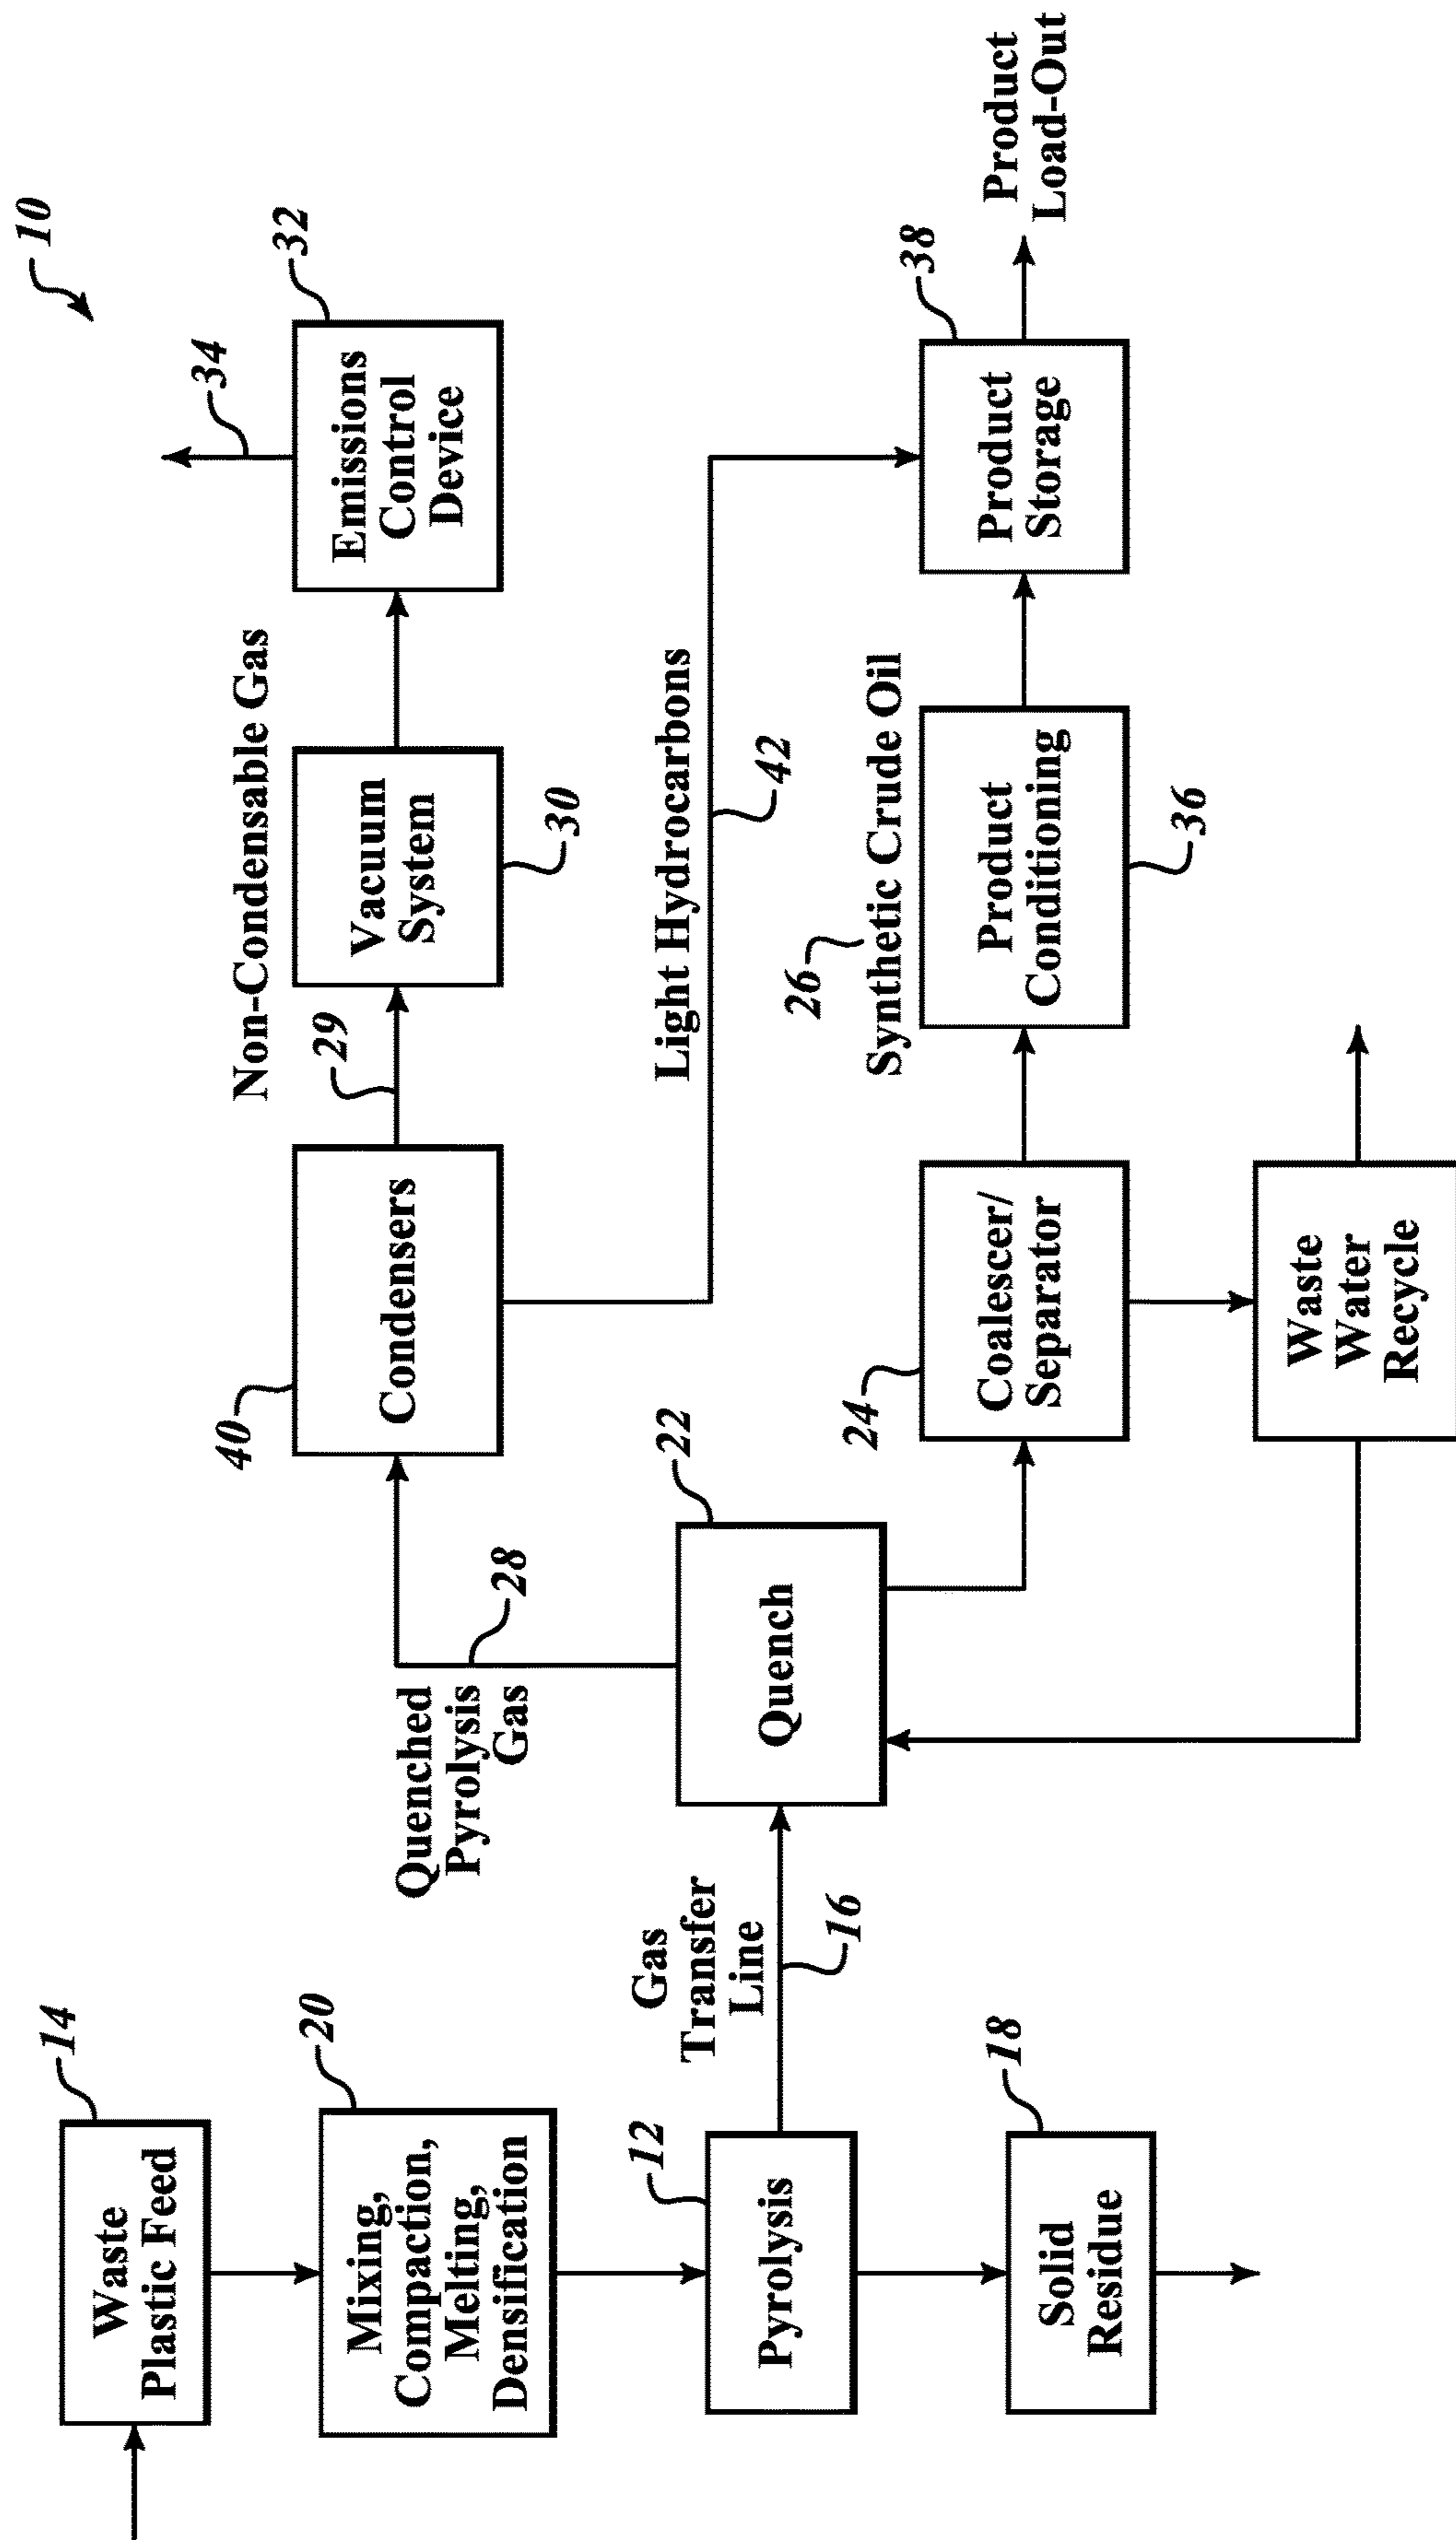 10
14
Waste
Plastic Feed
20
Mixing,
Compaction,
Melting,
Densification
12
Pyrolysis
18
Solid
Residue
Gas
Transfer
Line
16
Quenched
Pyrolysis
Gas
28
22
Quench
40
Condensers
29
Non-Condensable Gas
Vacuum
System
30
32
Emissions
Control
Device
34
Light Hydrocarbons
42
24
Coalescer/
Separator
Waste
Water
Recycle
26
Synthetic Crude Oil
Product
Conditioning
36
38
Product
Storage
Product
Load-Out